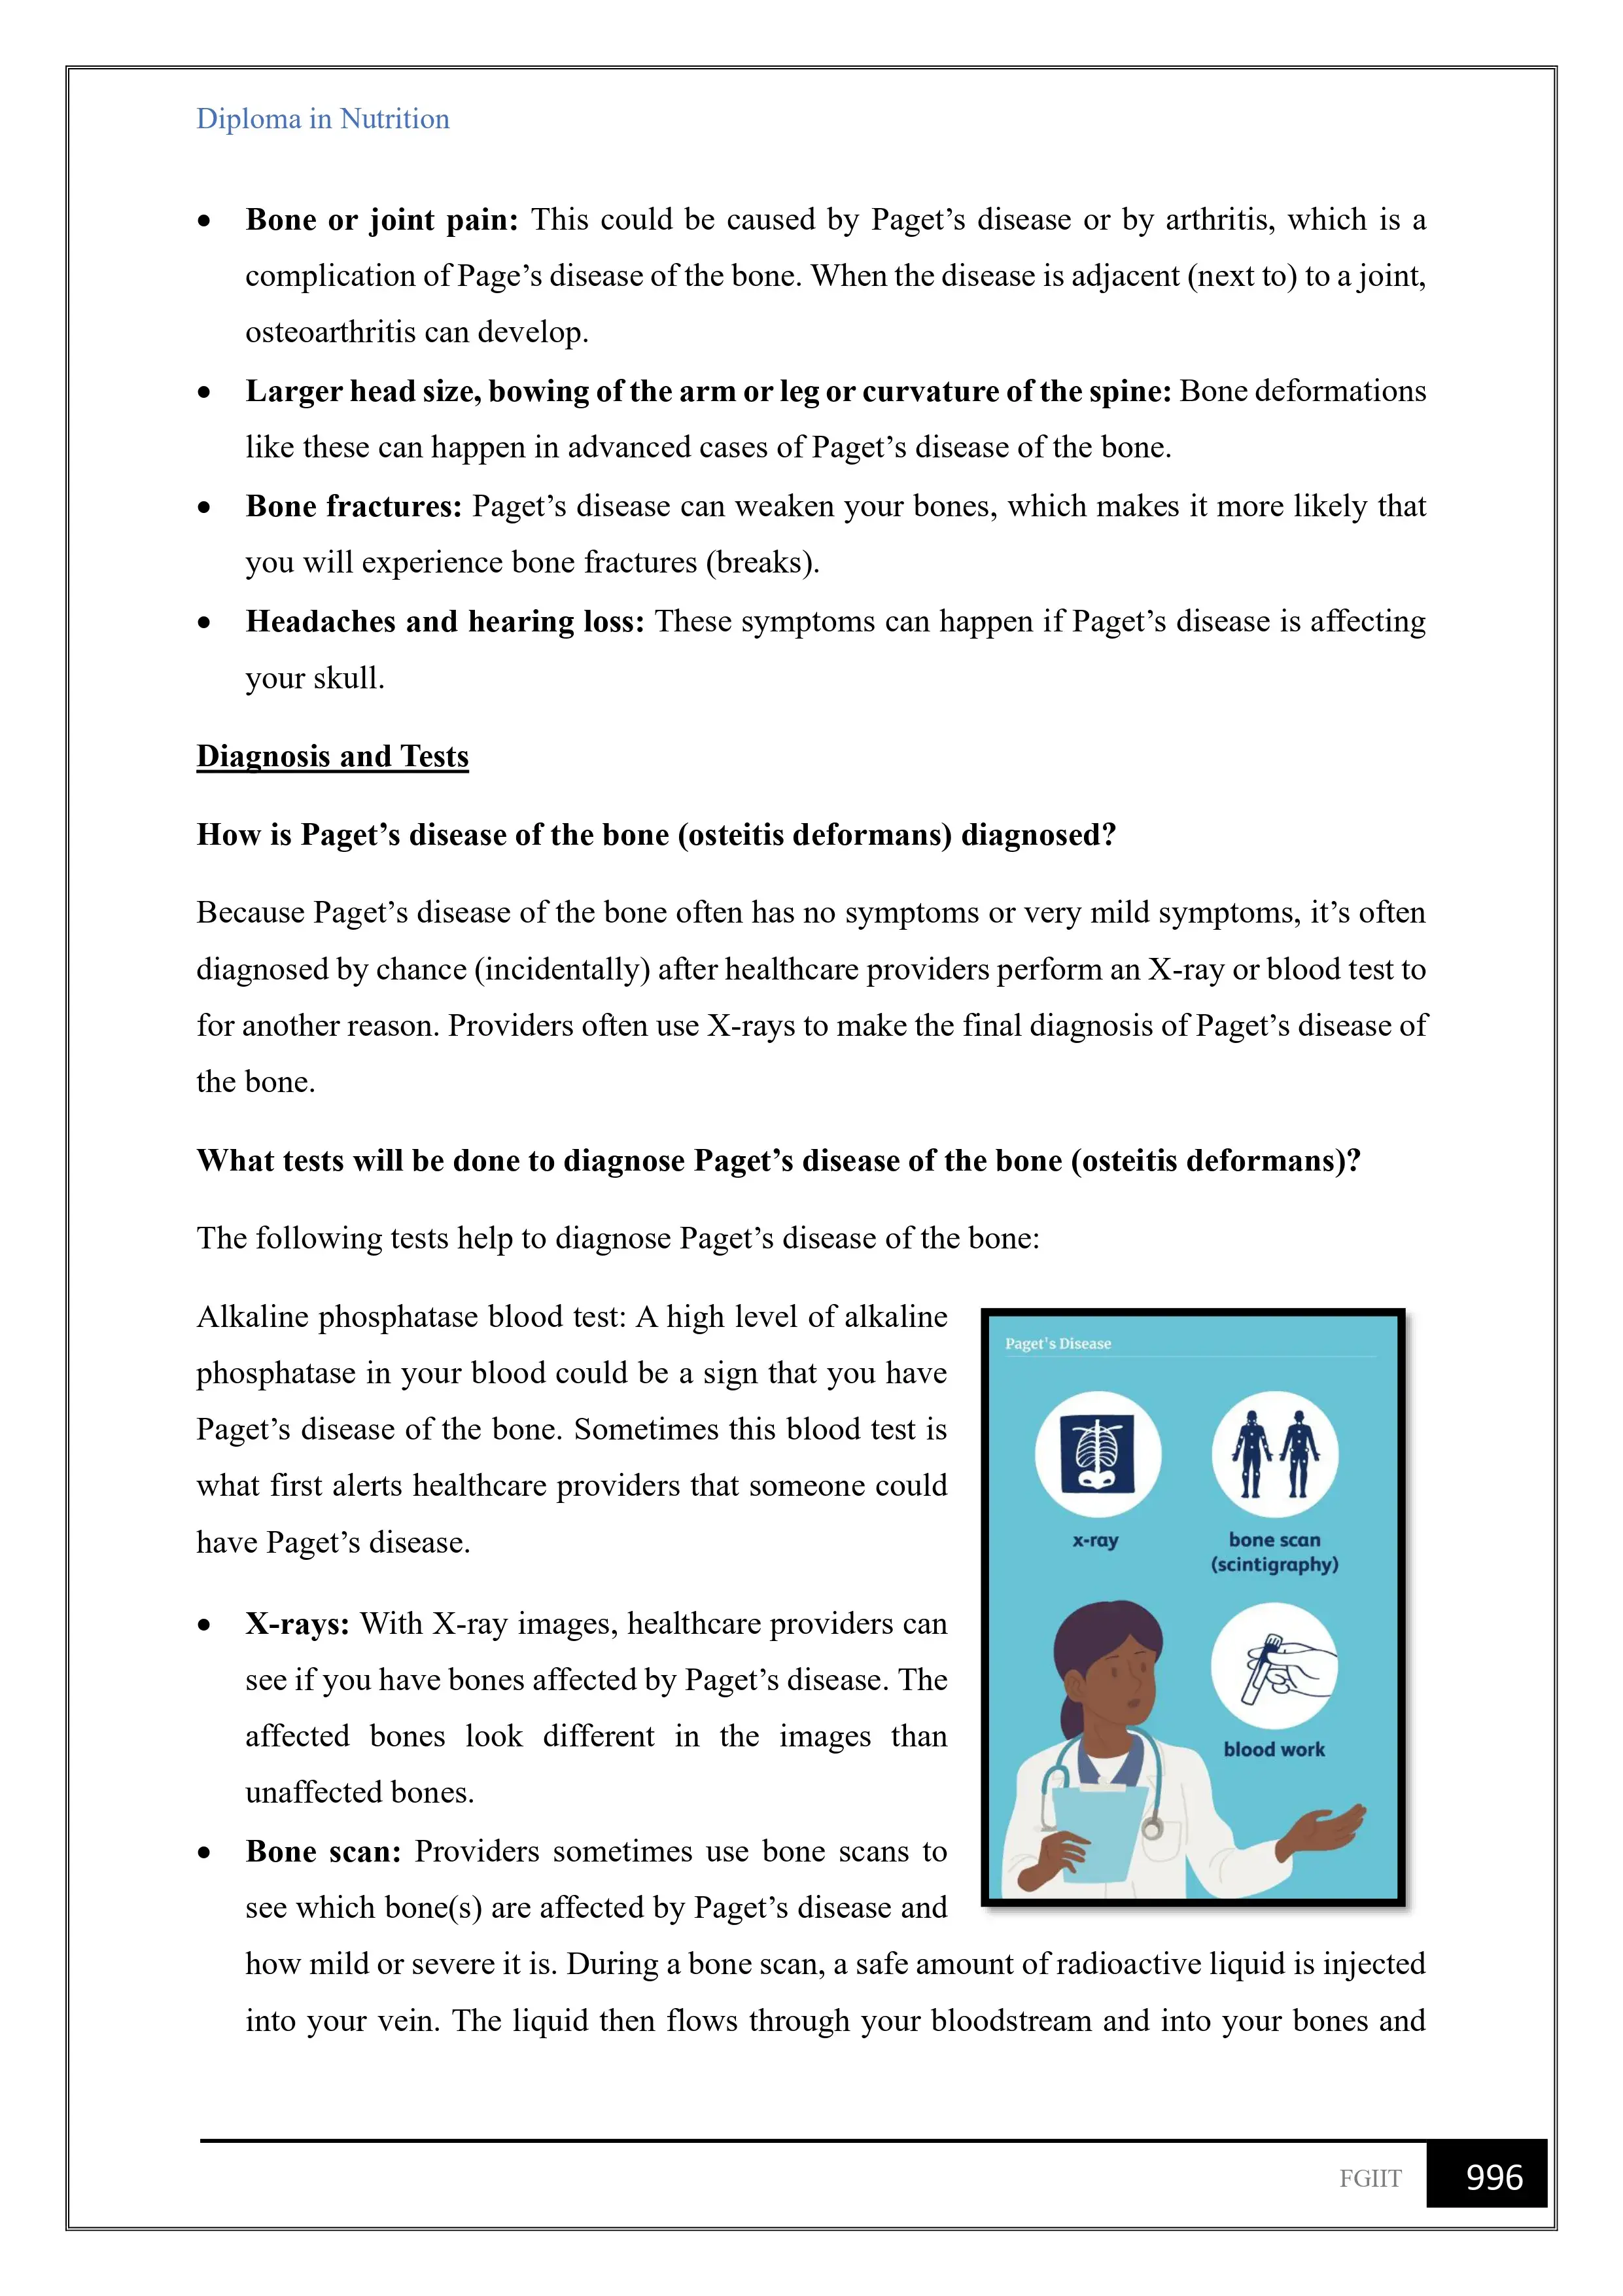 Diploma in Nutrition
• Bone or joint pain: This could be caused by Paget’s disease or by arthritis, which is a
complication of Page’s disease of the bone. When the disease is adjacent (next to) to a joint,
osteoarthritis can develop.
• Larger head size, bowing of the arm or leg or curvature of the spine: Bone deformations
like these can happen in advanced cases of Paget’s disease of the bone.
• Bone fractures: Paget’s disease can weaken your bones, which makes it more likely that
you will experience bone fractures (breaks).
• Headaches and hearing loss: These symptoms can happen if Paget’s disease is affecting
your skull.
Diagnosis and Tests
How is Paget’s disease of the bone (osteitis deformans) diagnosed?
Because Paget’s disease of the bone often has no symptoms or very mild symptoms, it’s often
diagnosed by chance (incidentally) after healthcare providers perform an X-ray or blood test to
for another reason. Providers often use X-rays to make the final diagnosis of Paget’s disease of
the bone.
What tests will be done to diagnose Paget’s disease of the bone (osteitis deformans)?
The following tests help to diagnose Paget’s disease of the bone:
Alkaline phosphatase blood test: A high level of alkaline
phosphatase in your blood could be a sign that you have
Paget’s disease of the bone. Sometimes this blood test is
what first alerts healthcare providers that someone could
have Paget’s disease.
• X-rays: With X-ray images, healthcare providers can
see if you have bones affected by Paget’s disease. The
affected bones look different in the images than
unaffected bones.
• Bone scan: Providers sometimes use bone scans to
see which bone(s) are affected by Paget’s disease and
how mild or severe it is. During a bone scan, a safe amount of radioactive liquid is injected
into your vein. The liquid then flows through your bloodstream and into your bones and
Paget's Disease
x-ray
bone scan
(scintigraphy)
blood work
FGIIT
996